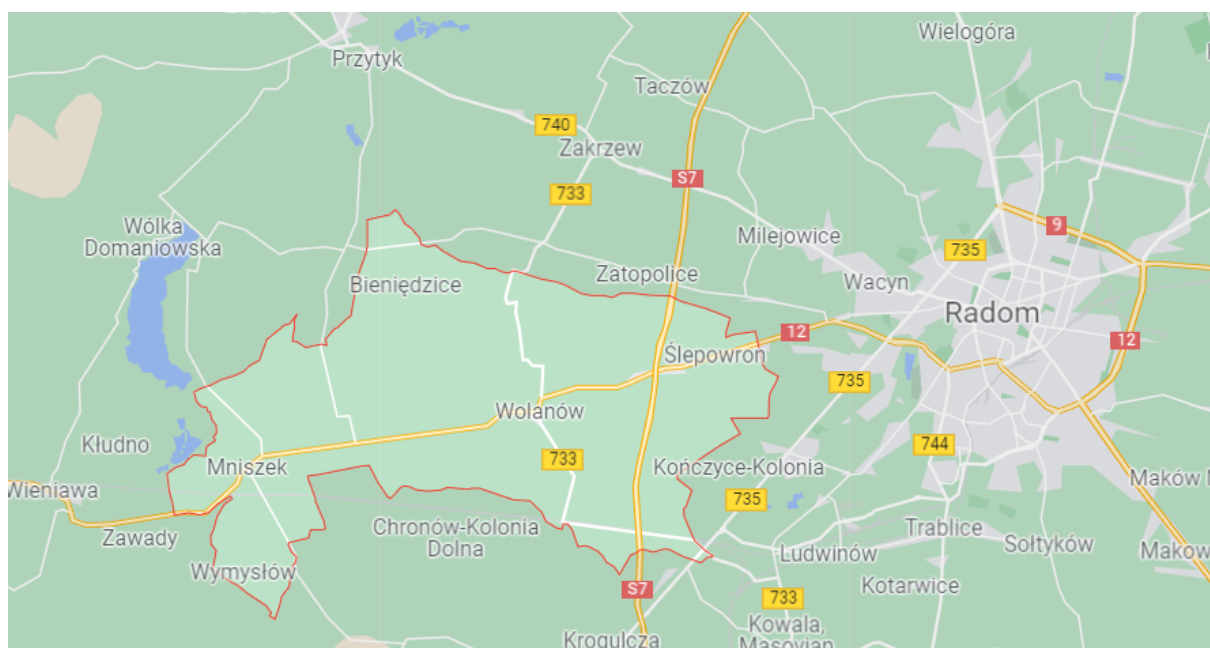 Wielogóra
Przytyk
Taczów
740
Zakrzew
S7
733
Wólka
Domaniowska
9
Milejowice
735
Zatopolice
Wacyn
Bieniędzice
Radom
12
12
Ślepowron
735
Wolanów
Kłudno
744
733
Mniszek
Kończyce-Kolonia
Maków
Wieniawa
735
Chronów-Kolonia
Dolna
Zawady
Trablice
Sołtyków
Ludwinów
Makow
Wymysłów
Kotarwice
S7
733
Kowala,
Masovian
Krogulcza